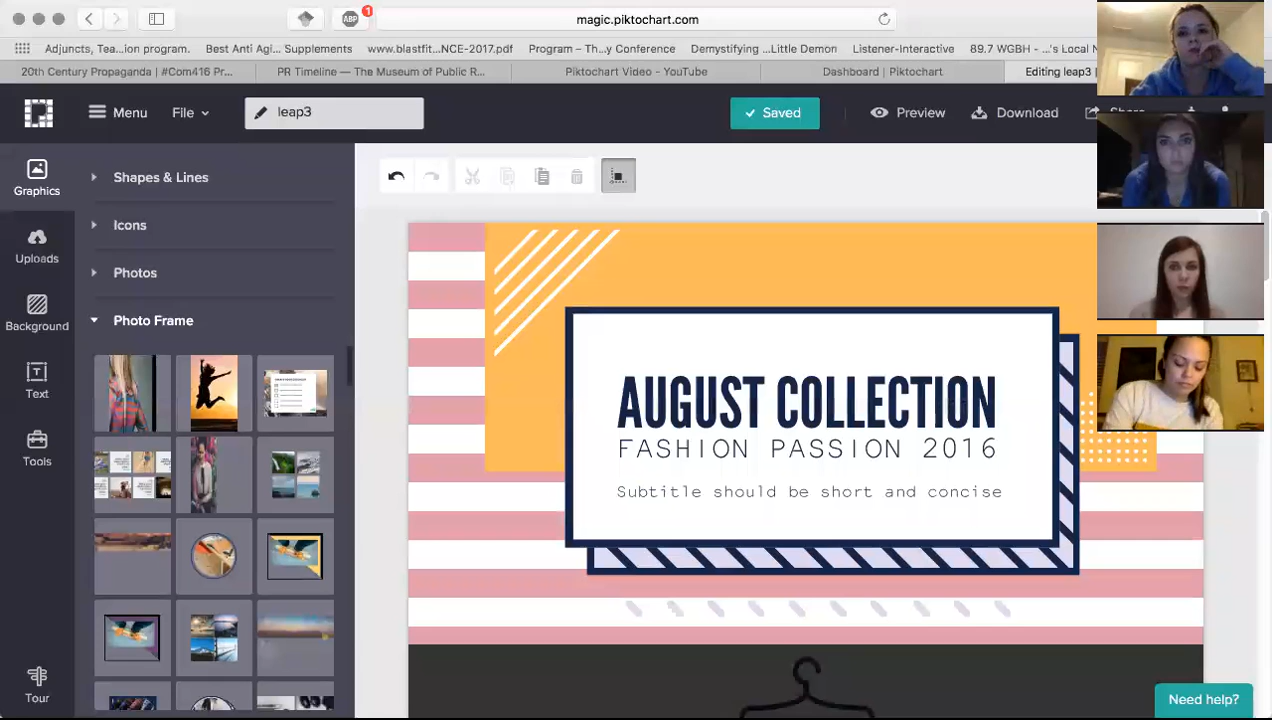 ABP
1
magic.piktochart.com
Adjuncts, Tea...ion program.
Best Anti Agi... Supplements
www.blastfit...NCE-2017.pdf
Program – Th...y Conference
Demystifying ...Little Demon
Listener-Interactive
89.7 WGBH – ...'s Local N
20th Century Propaganda | #Com416 Pr...
PR Timeline — The Museum of Public R...
Piktochart Video - YouTube
Dashboard | Piktochart
Editing leap3 |
Menu
File
leap3
Saved
Preview
Download
Share
Graphics
Uploads
Background
Text
Tools
Tour
Shapes & Lines
Icons
Photos
Photo Frame
AUGUST COLLECTION
FASHION PASSION 2016
Subtitle should be short and concise
Need help?